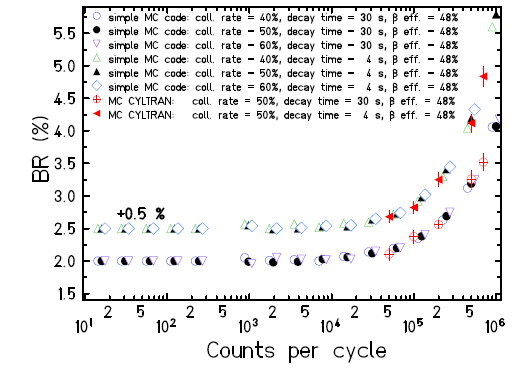 simple MC code: coll. rate = 40%, decay time = 30 s, β eff. = 48%
simple MC code: coll. rate = 50%, decay time = 30 s, β eff. = 48%
simple MC code: coll. rate = 60%, decay time = 30 s, β eff. = 48%
simple MC code: coll. rate = 40%, decay time = 4 s, β eff. = 48%
simple MC code: coll. rate = 50%, decay time = 4 s, β eff. = 48%
simple MC code: coll. rate = 60%, decay time = 4 s, β eff. = 48%
MC CYLTRAN: coll. rate = 50%, decay time = 30 s, β eff. = 48%
MC CYLTRAN: coll. rate = 50%, decay time = 4 s, β eff. = 48%
BR (%)
5.5
5.0
4.5
4.0
3.5
3.0
2.5
2.0
1.5
+0.5 %
2 5 2 5 2 5 2 5 2 5
10¹ 10² 10³ 10⁴ 10⁵ 10⁶
Counts per cycle